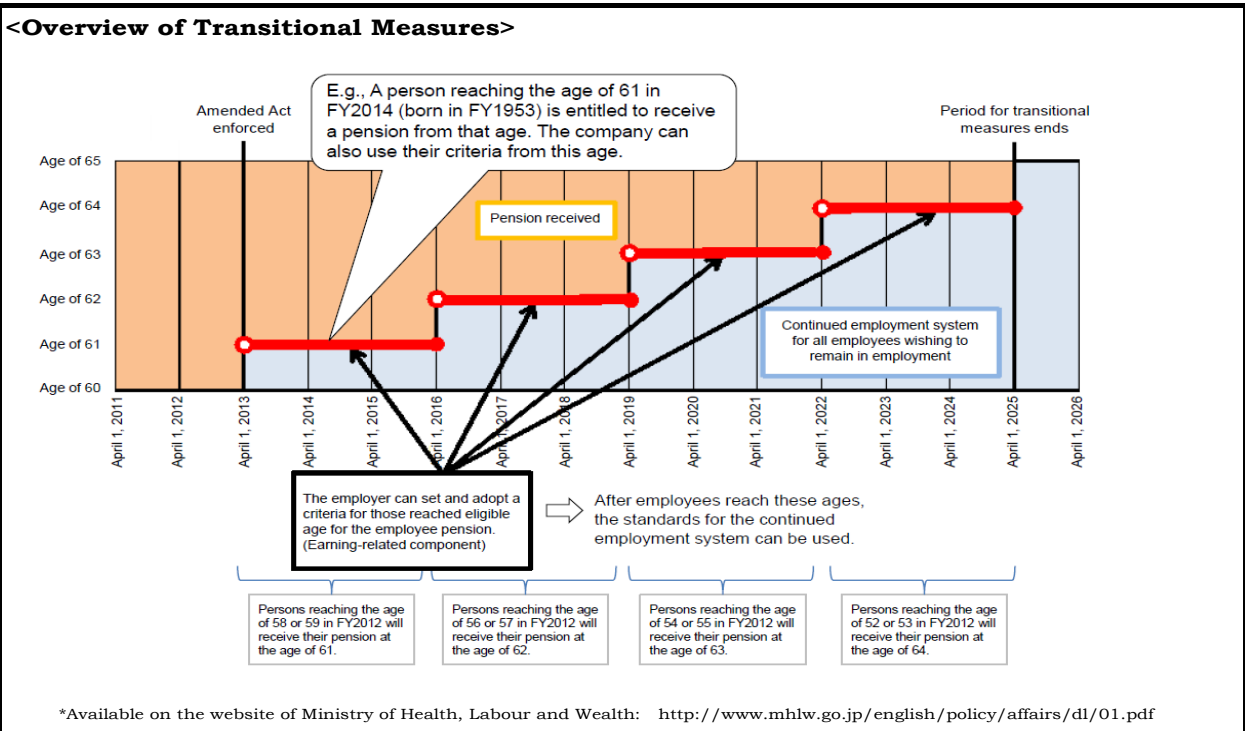 <Overview of Transitional Measures>
E.g., A person reaching the age of 61 in
FY2014 (born in FY1953) is entitled to receive
a pension from that age. The company can
also use their criteria from this age.
Amended Act
enforced
Period for transitional
measures ends
Age of 65
Age of 64
Age of 63
Age of 62
Age of 61
Age of 60
Pension received
Continued employment system
for all employees wishing to
remain in employment
April 1, 2011
April 1, 2012
April 1, 2013
April 1, 2014
April 1, 2015
April 1, 2016
April 1, 2017
April 1, 2018
April 1, 2019
April 1, 2020
April 1, 2021
April 1, 2022
April 1, 2023
April 1, 2024
April 1, 2025
April 1, 2026
The employer can set and adopt a
criteria for those reached eligible
age for the employee pension.
(Earning-related component)
After employees reach these ages,
the standards for the continued
employment system can be used.
Persons reaching the age
of 58 or 59 in FY2012 will
receive their pension at
the age of 61.
Persons reaching the age
of 56 or 57 in FY2012 will
receive their pension at
the age of 62.
Persons reaching the age
of 54 or 55 in FY2012 will
receive their pension at
the age of 63.
Persons reaching the age
of 52 or 53 in FY2012 will
receive their pension at
the age of 64.
*Available on the website of Ministry of Health, Labour and Wealth: http://www.mhlw.go.jp/english/policy/affairs/dl/01.pdf